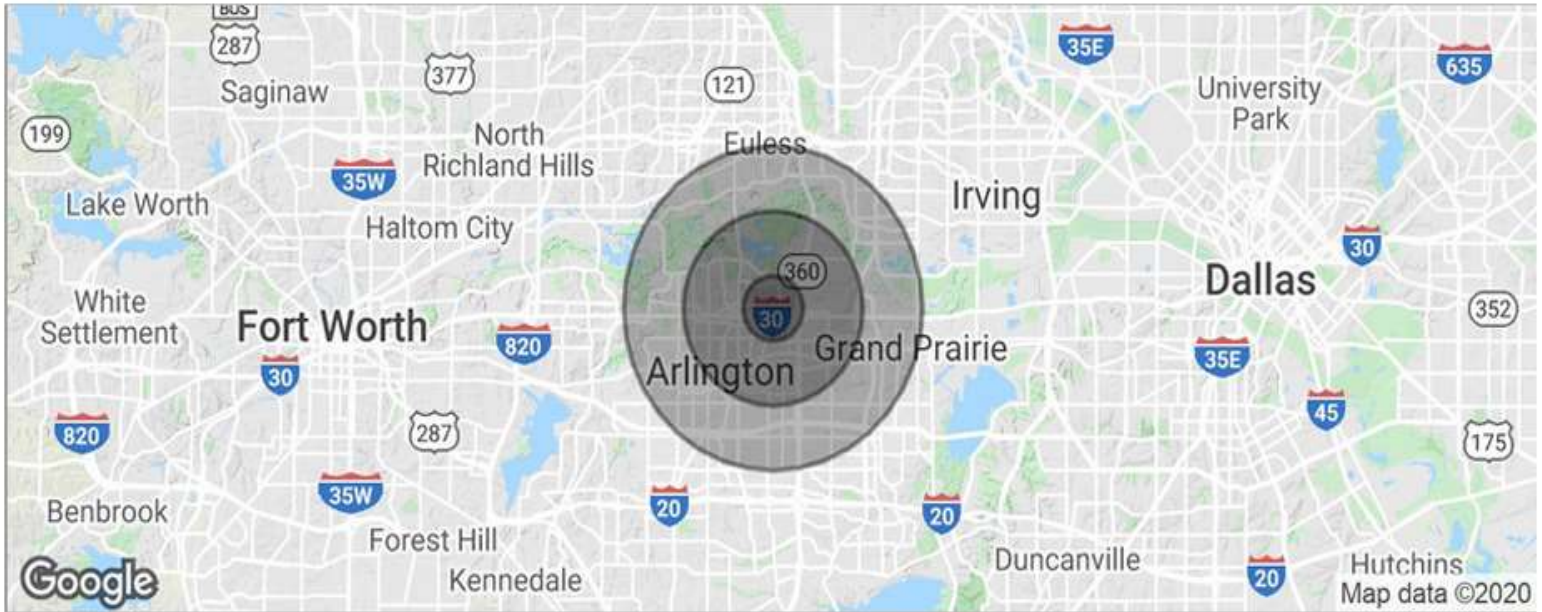 BUS
287
377
121
35E
635
Saginaw
University
Park
199
North
Richland Hills
Euless
35W
Lake Worth
Haltom City
Irving
30
360
Dallas
White
Settlement
Fort Worth
820
30
352
30
Grand Prairie
35E
Arlington
820
287
45
175
35W
20
20
Benbrook
Forest Hill
Kennedale
Duncanville
20
Hutchins
Google
Map data ©2020